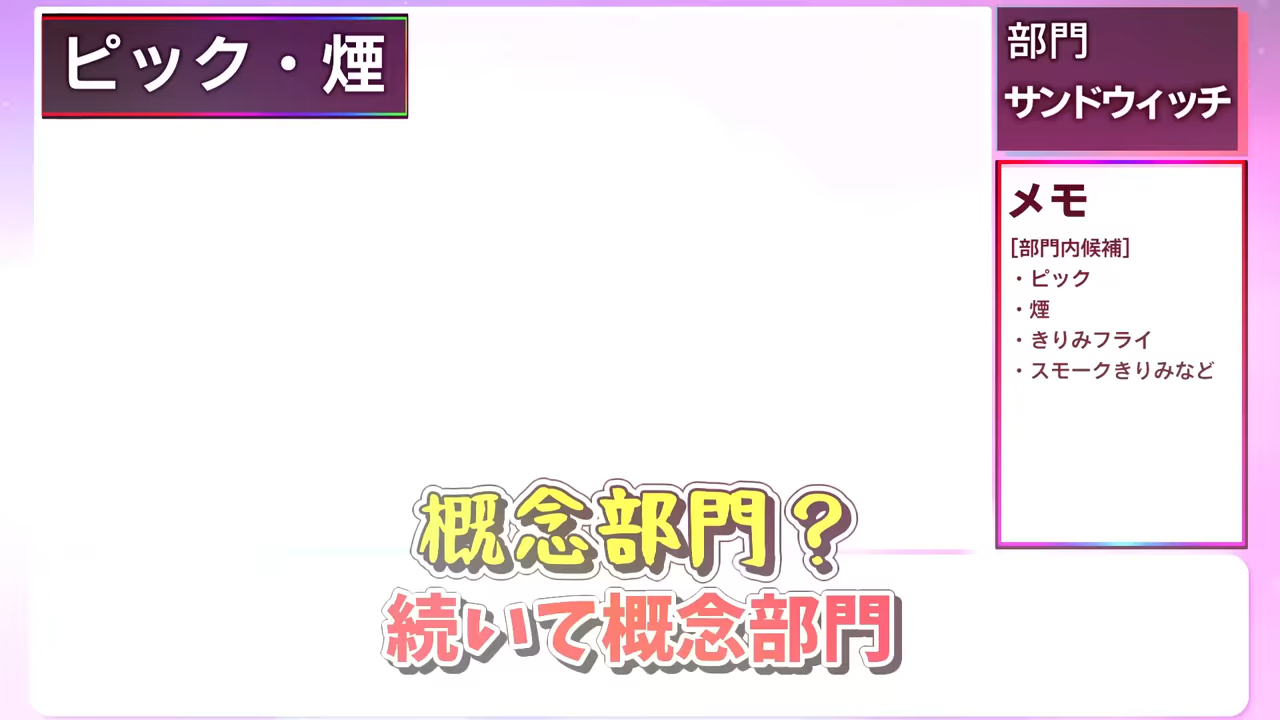 ピック・煙
部門
サンドウィッチ
メモ
[部門内候補]
・ピック
・煙
・きりみフライ
・スモークきりみなど
概念部門？
続いて概念部門